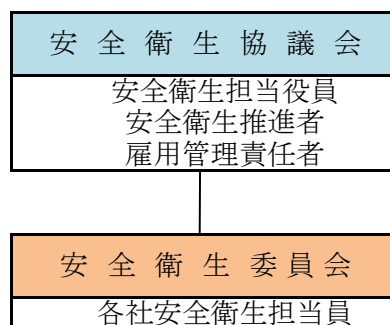 安全衛生協議会
安全衛生担当役員
安全衛生推進者
雇用管理責任者
安全衛生委員会
各社安全衛生担当員